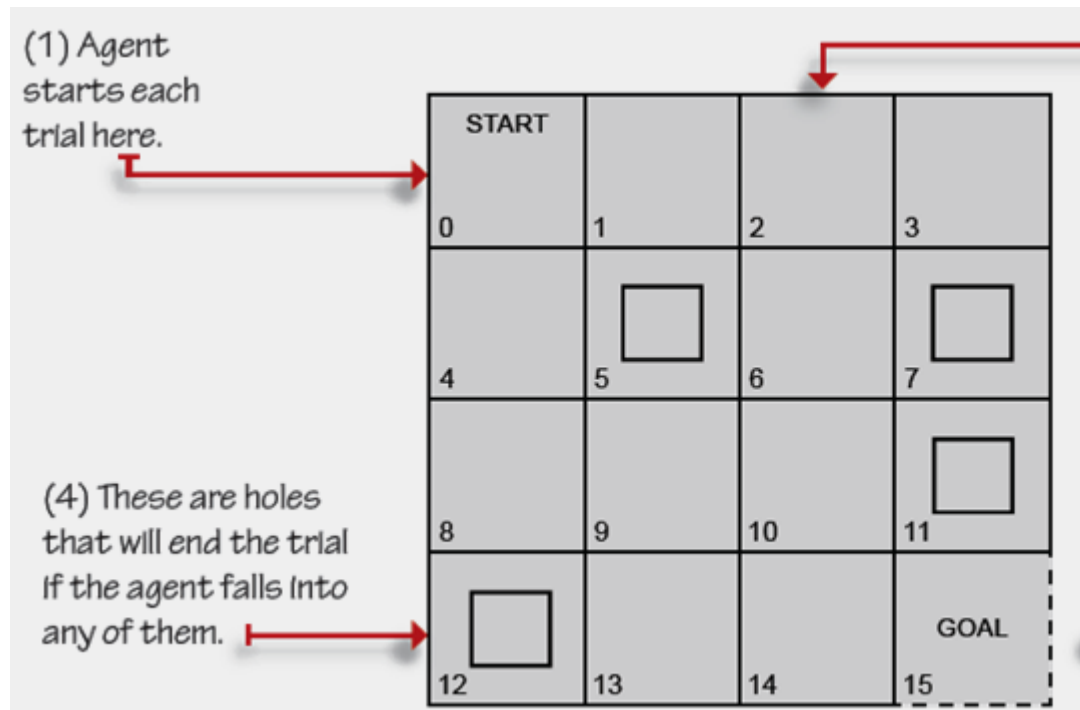 (1) Agent
starts each
trial here.
START
0
1
2
3
4
5
6
7
(4) These are holes
that will end the trial
if the agent falls into
any of them.
8
9
10
11
GOAL
12
13
14
15